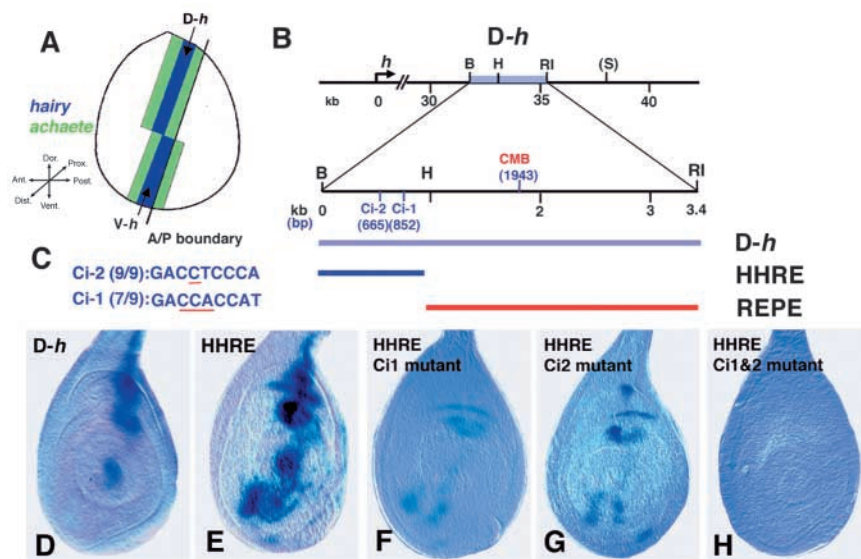 A
D-h
hairy
achaete
Dor.
Prox.
Ant.
Post.
Dist.
Vent.
V-h
A/P boundary
B
D-h
h
B
H
RI
(S)
kb
0
30
35
40
CMB
B
H
(1943)
RI
kb
0
Ci-2
Ci-1
2
3
3.4
(bp)
(665)
(852)
D-h
HHRE
REPE
C
Ci-2 (9/9):GACCTCCCA
Ci-1 (7/9):GACCACCAT
D-h
D
HHRE
E
HHRE
Ci1 mutant
F
HHRE
Ci2 mutant
G
HHRE
Ci1&2 mutant
H